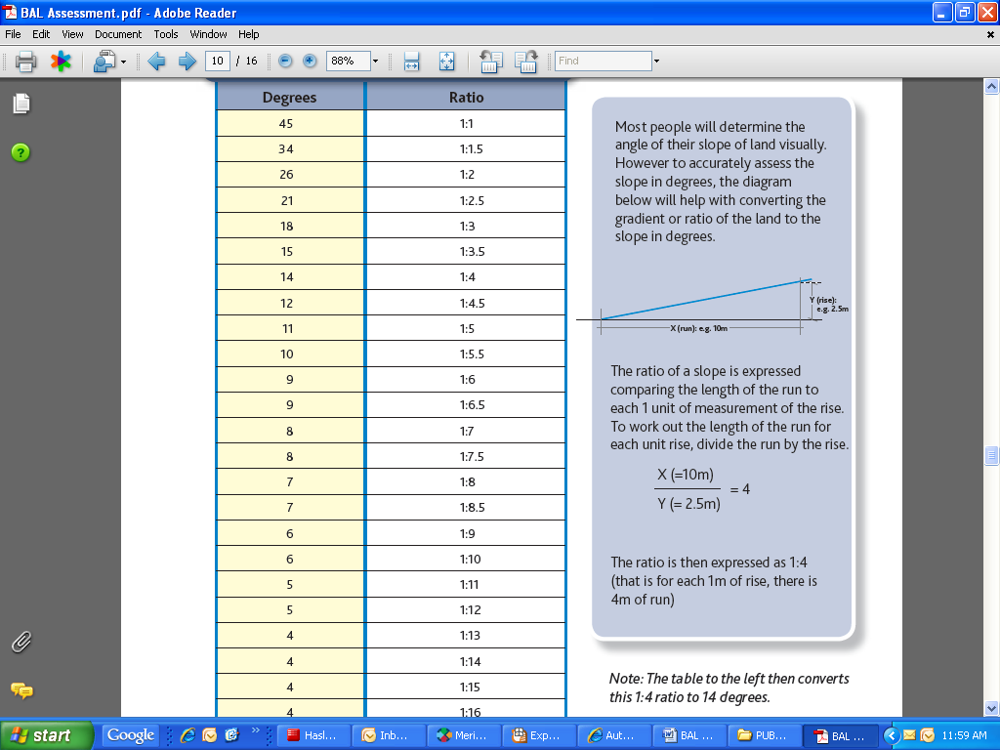 BAL Assessment.pdf - Adobe Reader
File Edit View Document Tools Window Help
10 / 16 88% Find
Degrees Ratio
45 1:1
34 1:1.5
26 1:2
21 1:2.5
18 1:3
15 1:3.5
14 1:4
12 1:4.5
11 1:5
10 1:5.5
9 1:6
9 1:6.5
8 1:7
8 1:7.5
7 1:8
7 1:8.5
6 1:9
6 1:10
5 1:11
5 1:12
4 1:13
4 1:14
4 1:15
4 1:16
Most people will determine the
angle of their slope of land visually.
However to accurately assess the
slope in degrees, the diagram
below will help with converting the
gradient or ratio of the land to the
slope in degrees.
Y (rise):
e.g. 2.5m
X (run): e.g. 10m
The ratio of a slope is expressed
comparing the length of the run to
each 1 unit of measurement of the rise.
To work out the length of the run for
each unit rise, divide the run by the rise.
X (=10m)
= 4
Y (= 2.5m)
The ratio is then expressed as 1:4
(that is for each 1m of rise, there is
4m of run)
Note: The table to the left then converts
this 1:4 ratio to 14 degrees.
start Google » Hasl... Inb... Meri... Exp... Aut... BAL ... PUB... BAL ... 11:59 AM